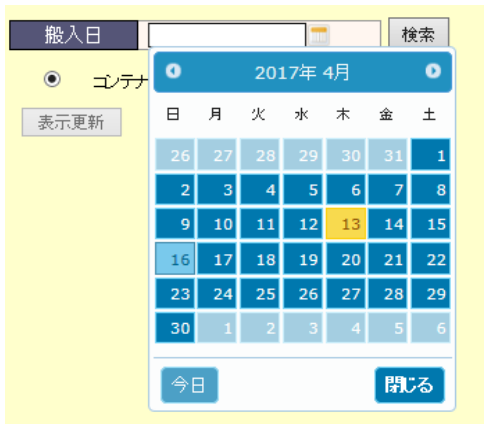 搬入日 検索
コンテナ
表示更新
2017年 4月
日 月 火 水 木 金 土
26 27 28 29 30 31 1
2 3 4 5 6 7 8
9 10 11 12 13 14 15
16 17 18 19 20 21 22
23 24 25 26 27 28 29
30 1 2 3 4 5 6
今日 閉じる